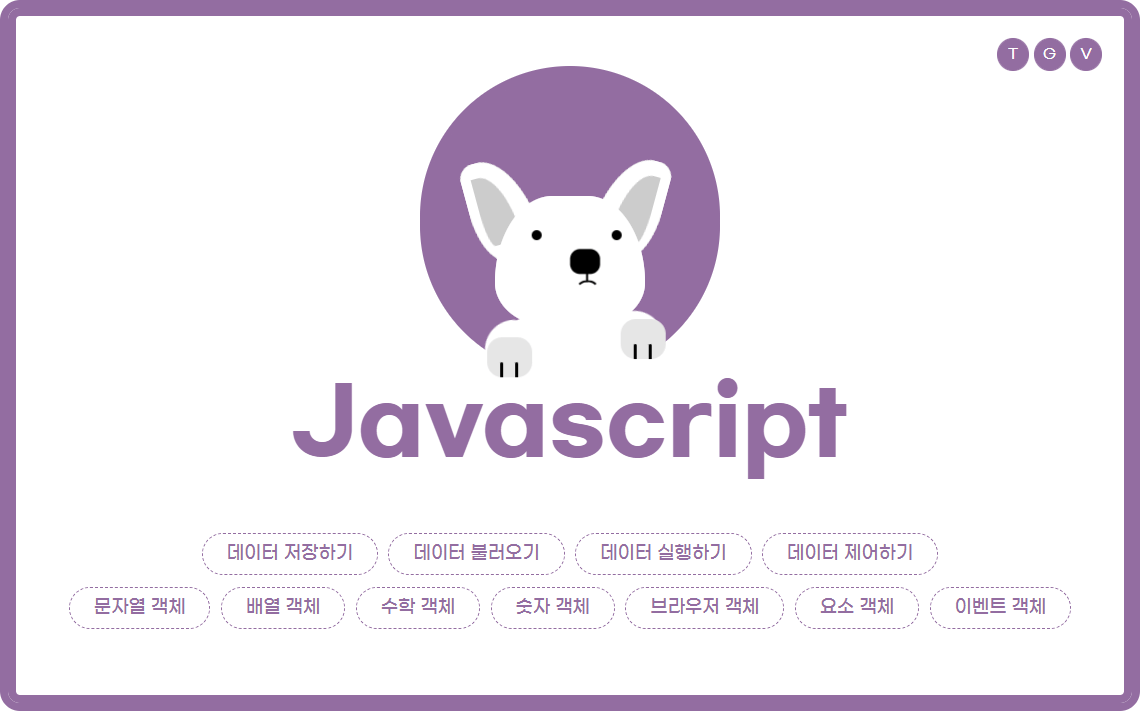 T G V
Javascript
데이터 저장하기 데이터 불러오기 데이터 실행하기 데이터 제어하기
문자열 객체 배열 객체 수학 객체 숫자 객체 브라우저 객체 요소 객체 이벤트 객체